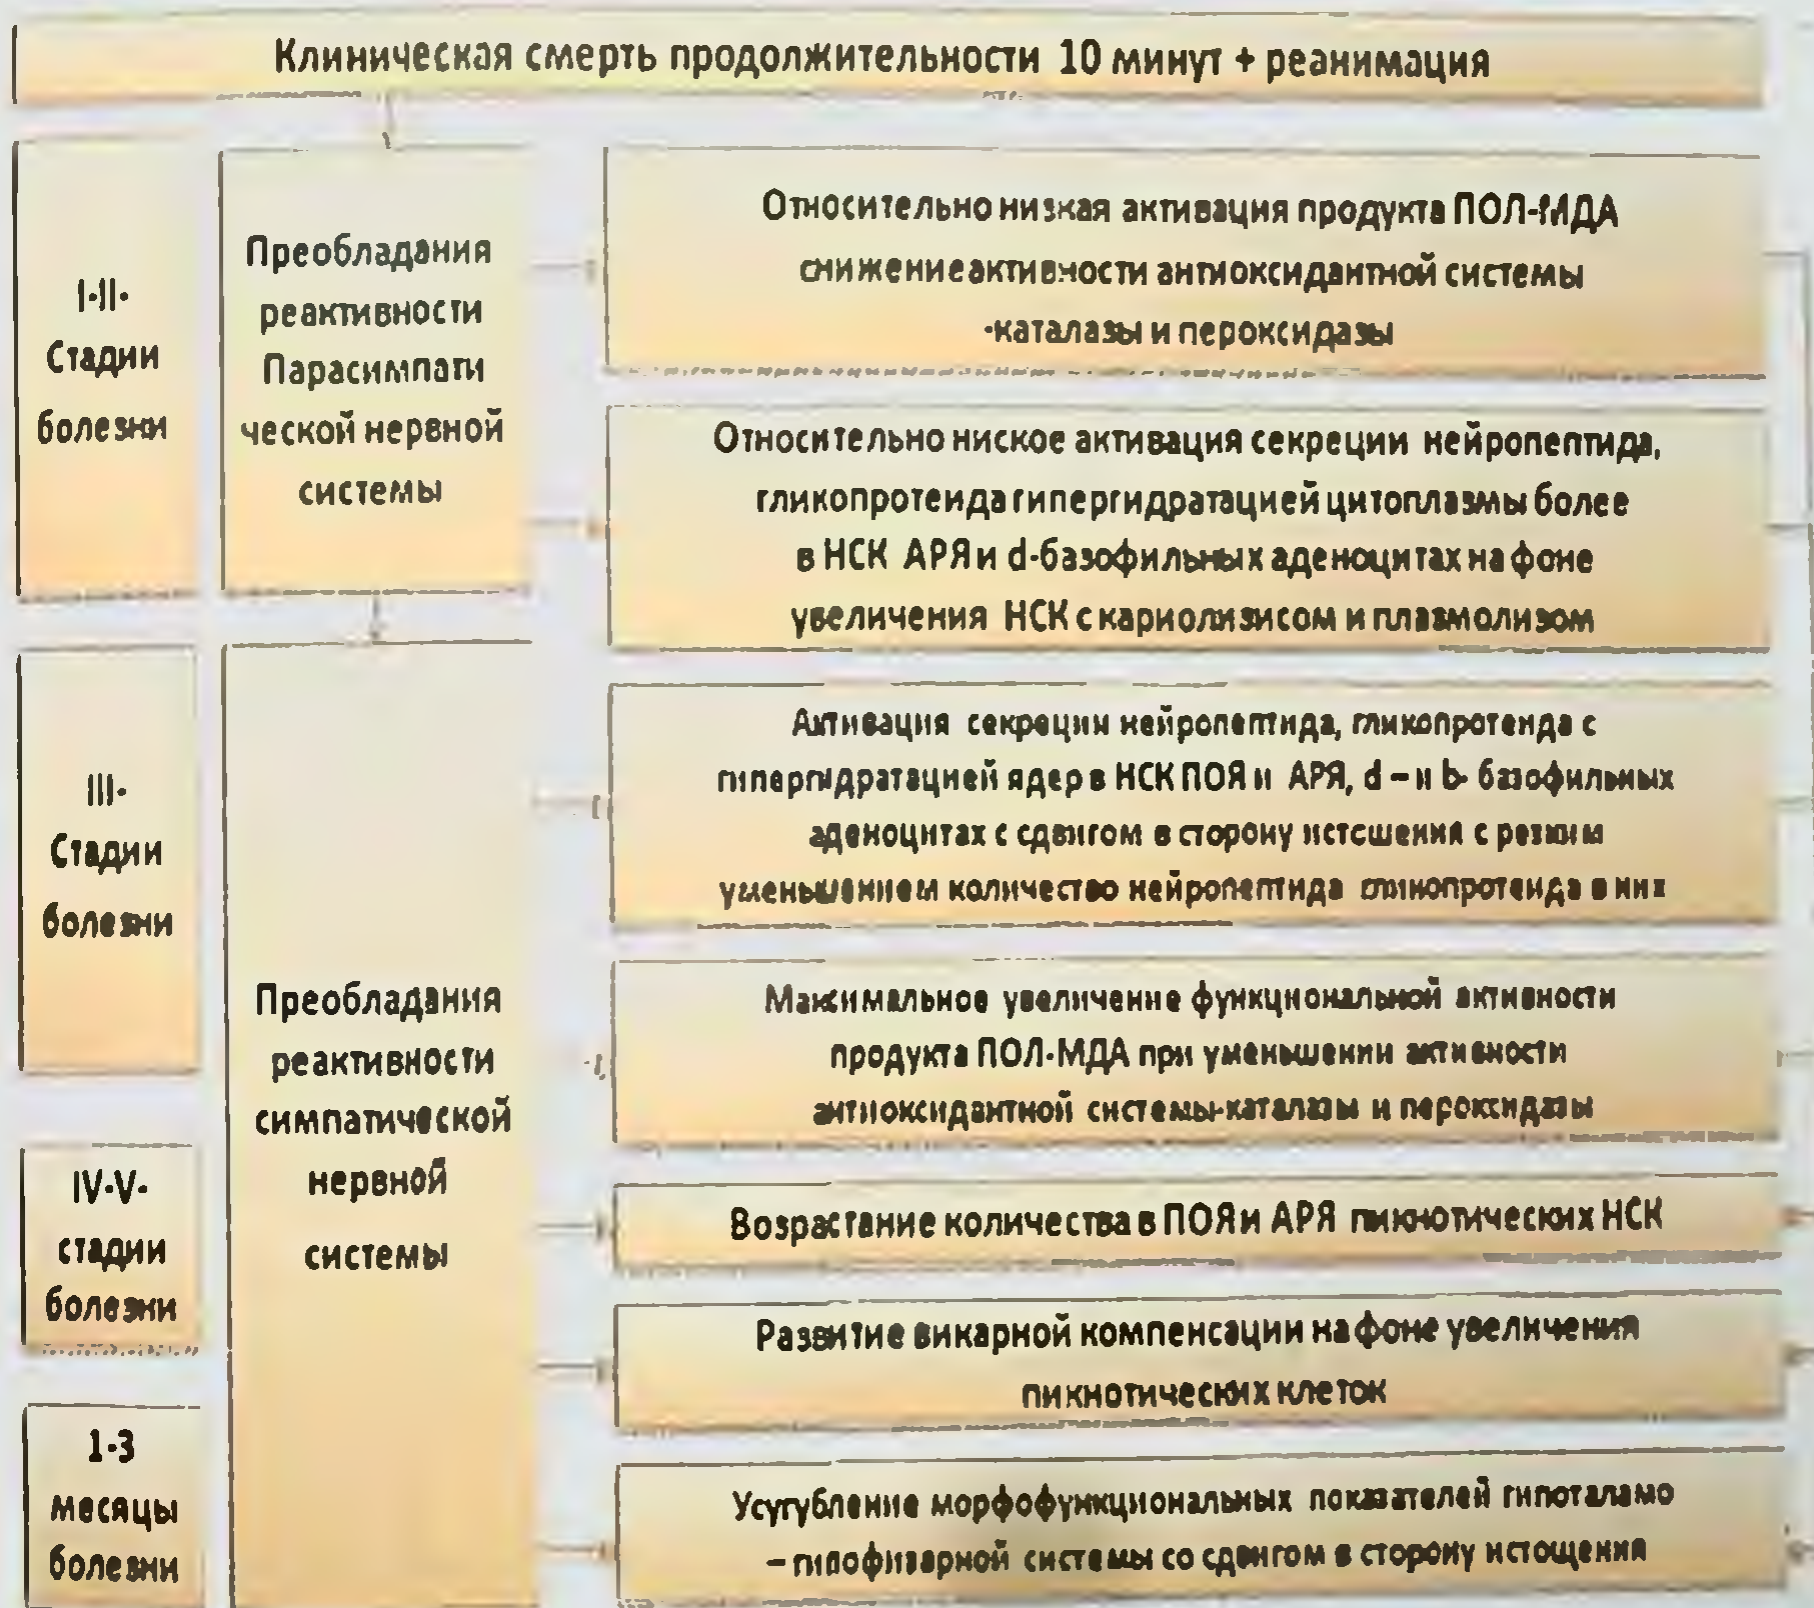 Клиническая смерть продолжительности 10 минут + реанимация
I-II-
Стадии
болезни
Преобладания
реактивности
Парасимпати
ческой нервной
системы
Относительно низкая активация продукта ПОЛ-МДА
снижение активности антиоксидантной системы
-каталазы и пероксидазы
Относительно ниское активация секреции нейропептида,
гликопротеида гипергидратацией цитоплазмы более
в НСК АРЯ и d-базофильных аденоцитах на фоне
увеличения НСК с кариолизисом и плазмолизом
III-
Стадии
болезни
Преобладания
реактивности
симпатической
нервной
системы
Активация секреции нейропептида, гликопротеида с
гипергидратацией ядер в НСК ПОЯ и АРЯ, d – и b- базофильных
аденоцитах с сдвигом в сторону истошения с резким
уменьшением количество нейропептида гликопротеида в них
Максимальное увеличение функциональной активности
продукта ПОЛ-МДА при уменьшении активности
антиоксидантной системы-каталазы и пероксидазы
IV-V-
стадии
болезни
Возрастание количества в ПОЯ и АРЯ пикнотических НСК
Развитие викарной компенсации на фоне увеличения
пикнотических клеток
1-3
месяцы
болезни
Усугубление морфофункциональных показателей гипоталамо
– гипофизарной системы со сдвигом в сторону истощения